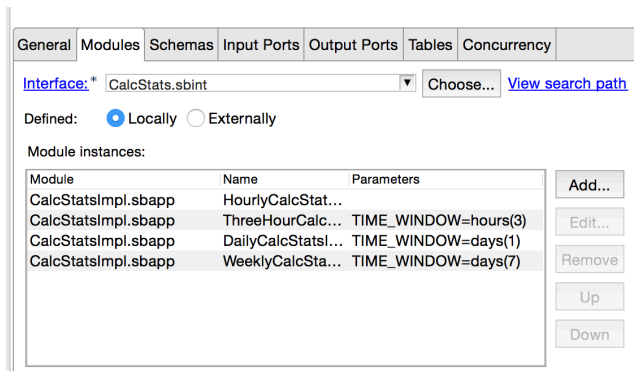 General Modules Schemas Input Ports Output Ports Tables Concurrency
Interface:* CalcStats.sbint Choose... View search path
Defined: Locally Externally
Module instances:
Module Name Parameters Add...
CalcStatsImpl.sbapp HourlyCalcStat...
CalcStatsImpl.sbapp ThreeHourCalc... TIME_WINDOW=hours(3) Edit...
CalcStatsImpl.sbapp DailyCalcStatsI... TIME_WINDOW=days(1)
CalcStatsImpl.sbapp WeeklyCalcSta... TIME_WINDOW=days(7) Remove
Up
Down